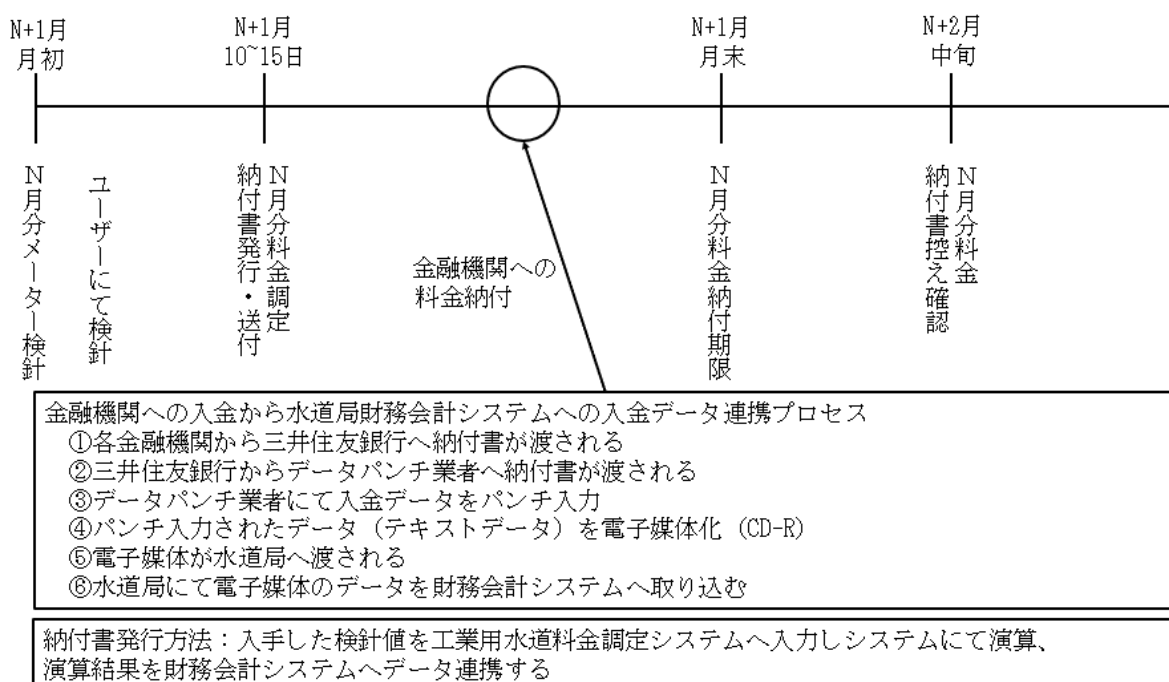 N+1月
月初
N+1月
10~15日
N+1月
月末
N+2月
中旬
N月分メーター検針
ユーザーにて検針
N月分料金調定
納付書発行・送付
金融機関への
料金納付
N月分料金納付期限
N月分料金
納付書控え確認
金融機関への入金から水道局財務会計システムへの入金データ連携プロセス
①各金融機関から三井住友銀行へ納付書が渡される
②三井住友銀行からデータパンチ業者へ納付書が渡される
③データパンチ業者にて入金データをパンチ入力
④パンチ入力されたデータ（テキストデータ）を電子媒体化（CD-R）
⑤電子媒体が水道局へ渡される
⑥水道局にて電子媒体のデータを財務会計システムへ取り込む
納付書発行方法：入手した検針値を工業用水道料金調定システムへ入力しシステムにて演算、
演算結果を財務会計システムへデータ連携する